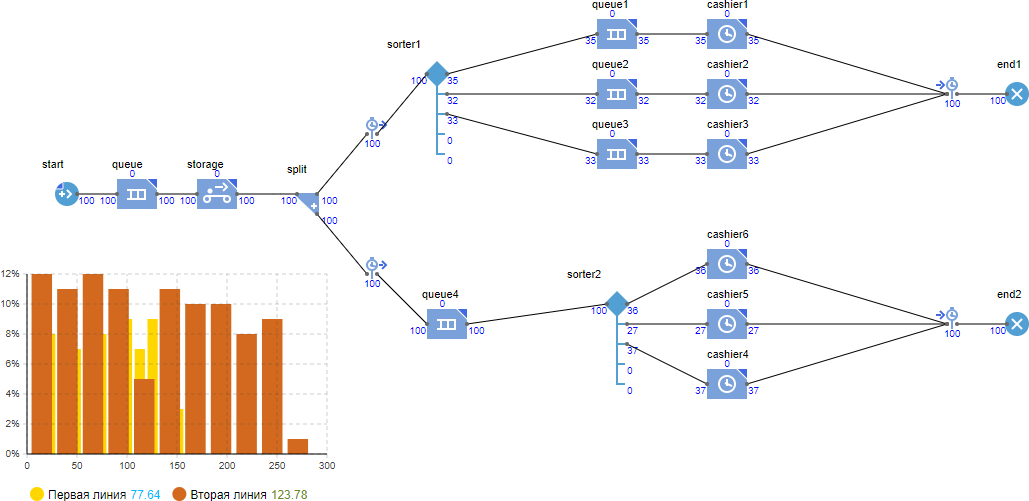 queue1
0
35 35
cashier1
0
35 35
sorter1
100 35
32
33
0
0
queue2
0
32 32
cashier2
0
32 32
queue3
0
33 33
cashier3
0
33 33
100
end1
100
100
start
100
queue
0
100 100
storage
0
100 100
split
100 100
100
100
queue4
0
100 100
sorter2
100 36
27
37
0
0
cashier6
0
36 36
cashier5
0
27 27
cashier4
0
37 37
100
end2
100
12%
10%
8%
6%
4%
2%
0%
0 50 100 150 200 250 300
Первая линия 77.64 Вторая линия 123.78